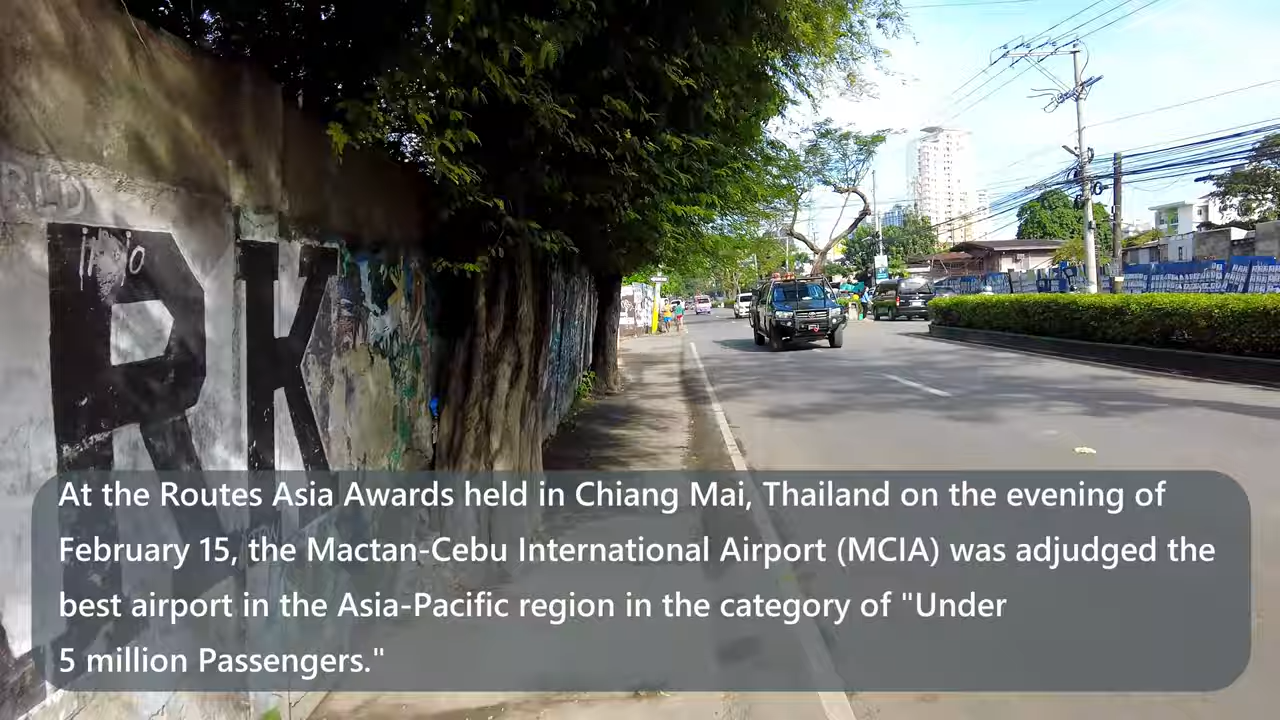 RLD
irjo
RK
At the Routes Asia Awards held in Chiang Mai, Thailand on the evening of
February 15, the Mactan-Cebu International Airport (MCIA) was adjudged the
best airport in the Asia-Pacific region in the category of "Under
5 million Passengers."